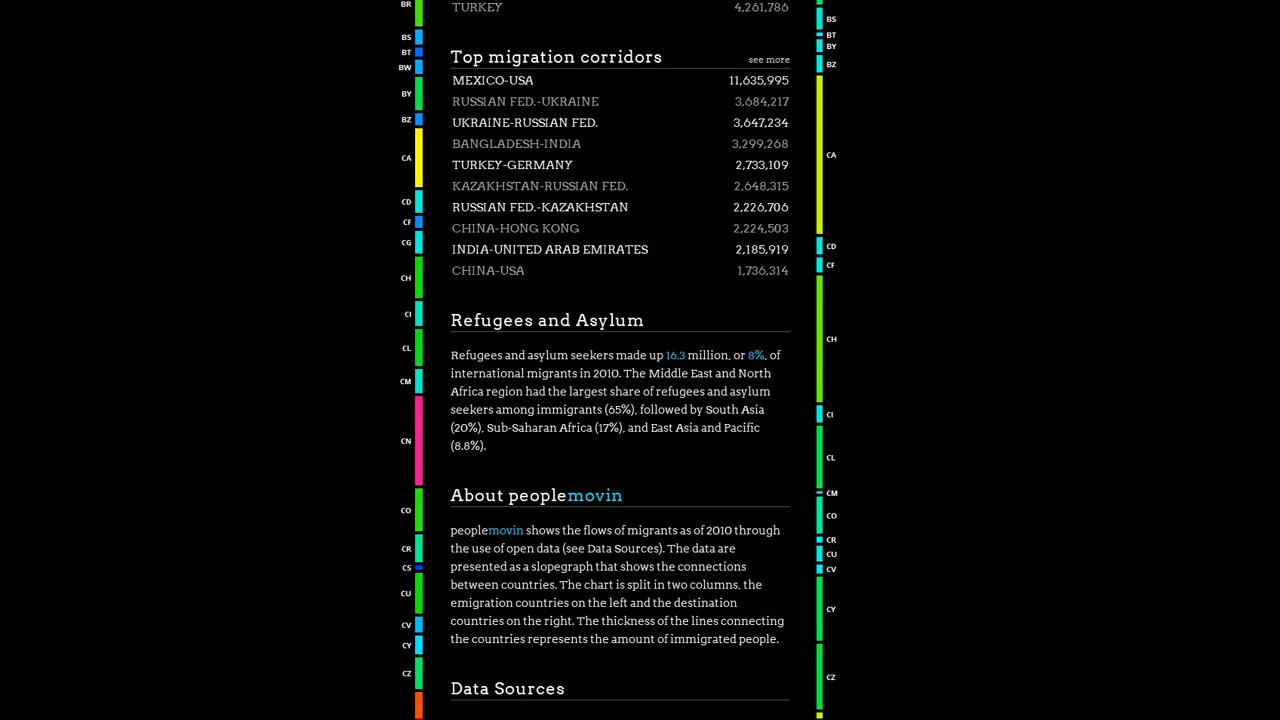 BR
BS
BT
BW
BY
BZ
CA
CD
CF
CG
CH
CI
CL
CM
CN
CO
CR
CS
CU
CV
CY
CZ
TURKEY 4,261,786
Top migration corridors see more
MEXICO-USA 11,635,995
RUSSIAN FED.-UKRAINE 3,684,217
UKRAINE-RUSSIAN FED. 3,647,234
BANGLADESH-INDIA 3,299,268
TURKEY-GERMANY 2,733,109
KAZAKHSTAN-RUSSIAN FED. 2,648,315
RUSSIAN FED.-KAZAKHSTAN 2,226,706
CHINA-HONG KONG 2,224,503
INDIA-UNITED ARAB EMIRATES 2,185,919
CHINA-USA 1,736,314
Refugees and Asylum
Refugees and asylum seekers made up 16.3 million, or 8%, of
international migrants in 2010. The Middle East and North
Africa region had the largest share of refugees and asylum
seekers among immigrants (65%), followed by South Asia
(20%), Sub-Saharan Africa (17%), and East Asia and Pacific
(8.8%).
About peoplemovin
peoplemovin shows the flows of migrants as of 2010 through
the use of open data (see Data Sources). The data are
presented as a slopegraph that shows the connections
between countries. The chart is split in two columns, the
emigration countries on the left and the destination
countries on the right. The thickness of the lines connecting
the countries represents the amount of immigrated people.
Data Sources
BS
BT
BY
BZ
CA
CD
CF
CH
CI
CL
CM
CO
CR
CU
CV
CY
CZ